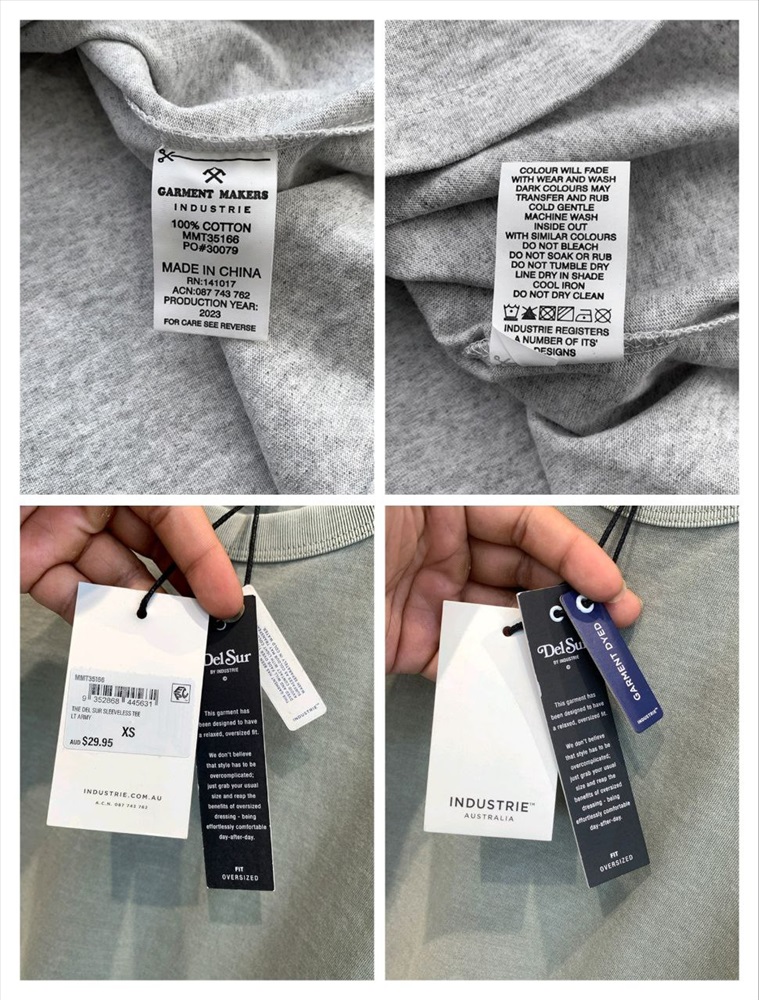 GARMENT MAKERS
INDUSTRIE
100% COTTON
MMT35166
PO#30079
MADE IN CHINA
RN:141017
ACN:087 743 762
PRODUCTION YEAR:
2023
FOR CARE SEE REVERSE
COLOUR WILL FADE
WITH WEAR AND WASH
DARK COLOURS MAY
TRANSFER AND RUB
COLD GENTLE
MACHINE WASH
INSIDE OUT
WITH SIMILAR COLOURS
DO NOT BLEACH
DO NOT SOAK OR RUB
DO NOT TUMBLE DRY
LINE DRY IN SHADE
COOL IRON
DO NOT DRY CLEAN
INDUSTRIE REGISTERS
A NUMBER OF ITS'
DESIGNS
MMT35166
9 352868 445631
THE DEL SUR SLEEVELESS TEE
LT ARMY
XS
AUD $29.95
INDUSTRIE.COM.AU
A.C.N. 087 743 762
Del Sur
BY INDUSTRIE
©
This garment has
been designed to have
a relaxed, oversized fit.
We don't believe
that style has to be
overcomplicated;
just grab your usual
size and reap the
benefits of oversized
dressing - being
effortlessly comfortable
day-after-day.
FIT
OVERSIZED
INDUSTRIE™
INDUSTRIE™
AUSTRALIA
Del Sur
BY INDUSTRIE
©
This garment has
been designed to have
a relaxed, oversized fit.
We don't believe
that style has to be
overcomplicated;
just grab your usual
size and reap the
benefits of oversized
dressing - being
effortlessly comfortable
day-after-day.
FIT
OVERSIZED
GARMENT DYED
INDUSTRIE™